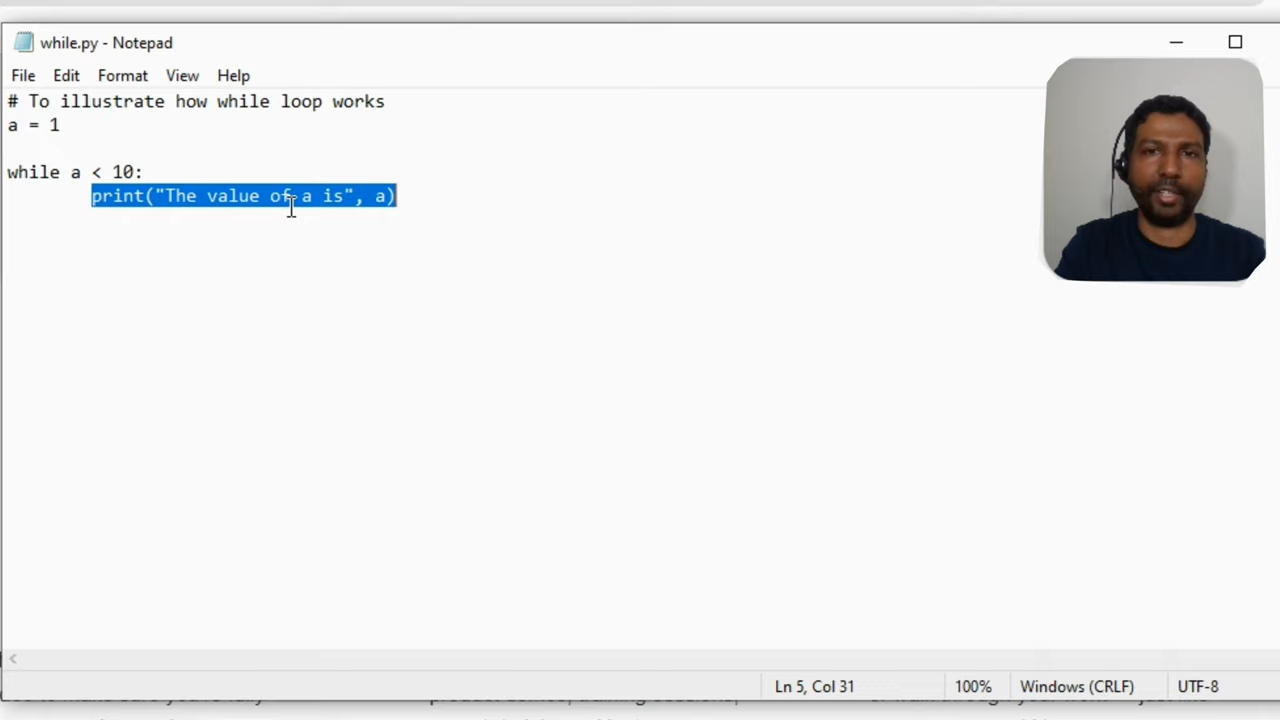 while.py - Notepad
File Edit Format View Help
# To illustrate how while loop works
a = 1
while a < 10:
print("The value of a is", a)
Ln 5, Col 31 100% Windows (CRLF) UTF-8